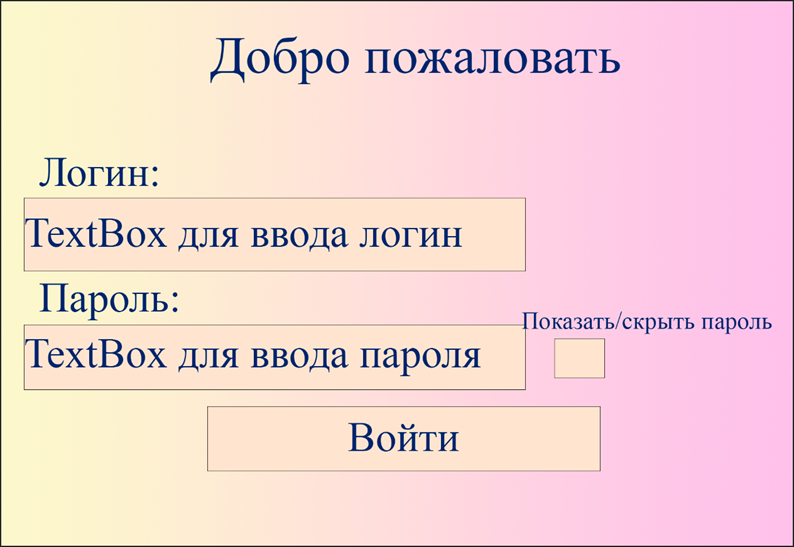 Добро пожаловать
Логин:
TextBox для ввода логин
Пароль:
Показать/скрыть пароль
TextBox для ввода пароля
Войти